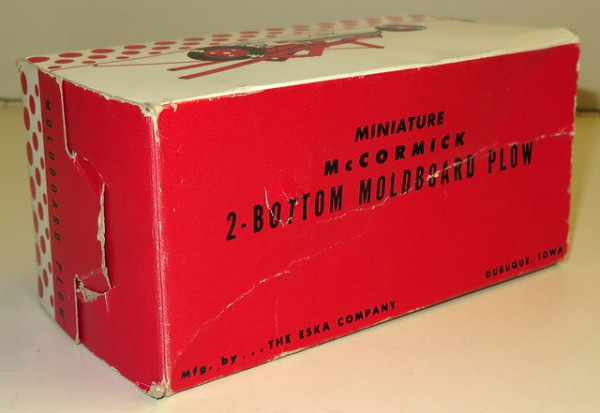 MINIATURE
McCORMICK
2-BOTTOM MOLDBOARD PLOW
Mfg. by...THE ESKA COMPANY
DUBUQUE, IOWA
MOLDBOARD PLOW